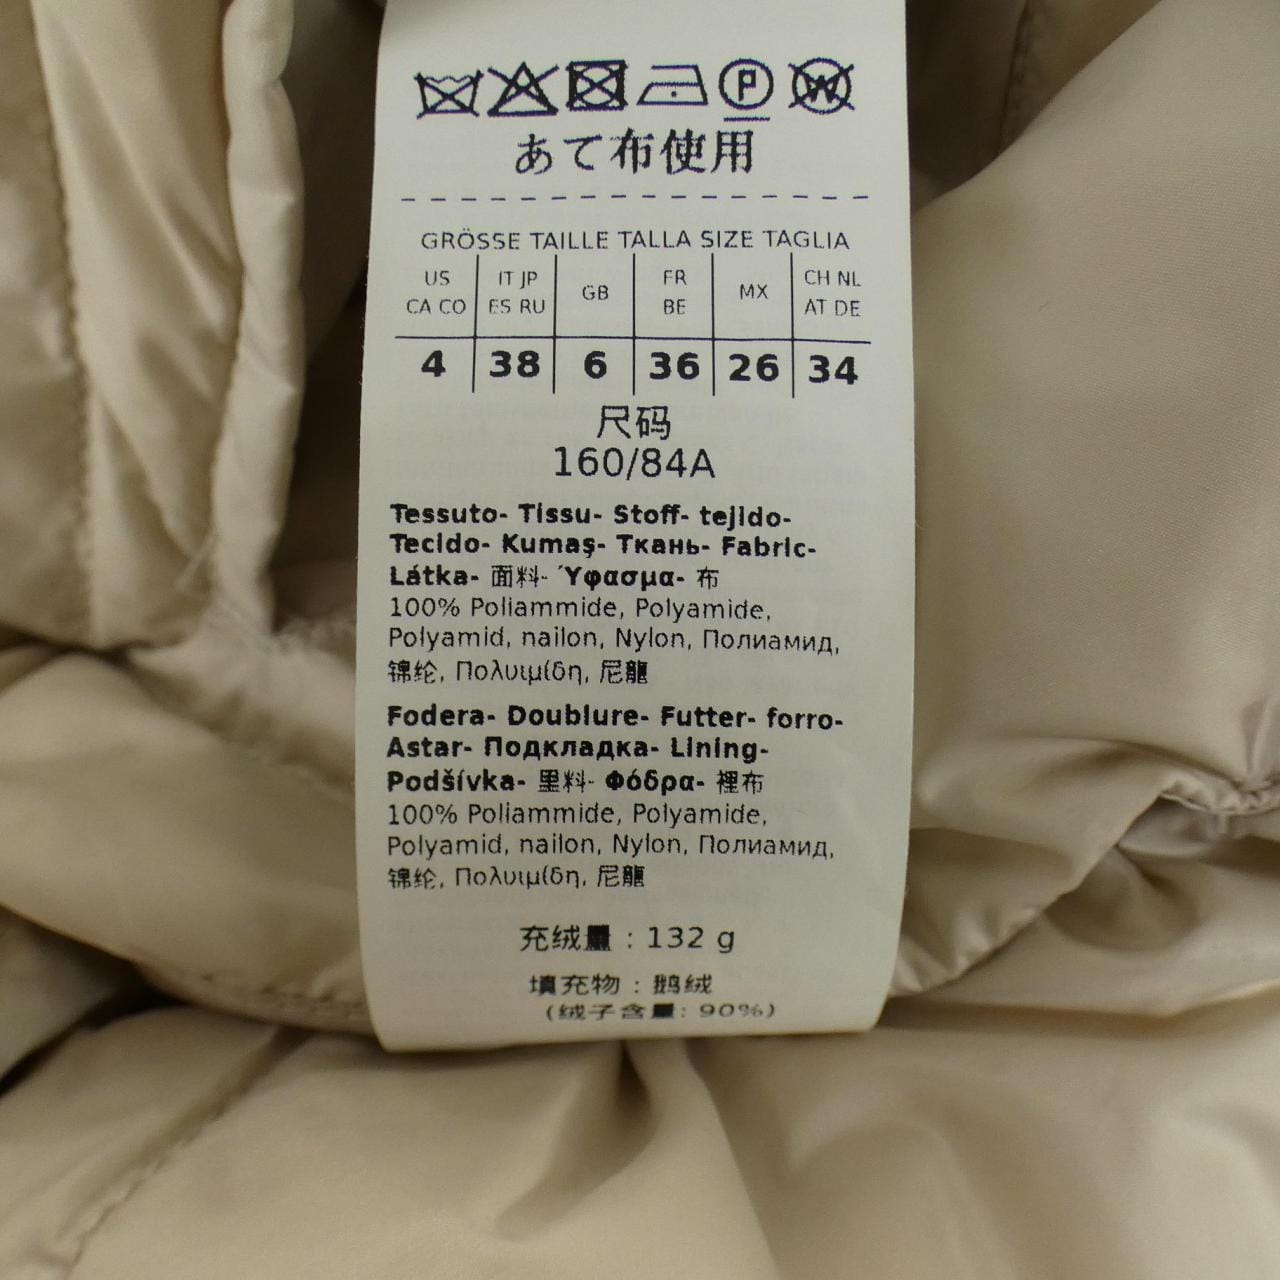 P W
あて布使用
GRÖSSE TAILLE TALLA SIZE TAGLIA
US CA CO IT JP ES RU GB FR BE MX CH NL AT DE
4 38 6 36 26 34
尺码
160/84A
Tessuto- Tissu- Stoff- tejido-
Tecido- Kumaş- Ткань- Fabric-
Látka- 面料- Ύφασμα- 布
100% Poliammide, Polyamide,
Polyamid, nailon, Nylon, Полиамид,
锦纶, Πολυιμίδη, 尼龍
Fodera- Doublure- Futter- forro-
Astar- Подкладка- Lining-
Podšívka- 里料- Φόδρα- 裡布
100% Poliammide, Polyamide,
Polyamid, nailon, Nylon, Полиамид,
锦纶, Πολυιμίδη, 尼龍
充绒量：132 g
填充物：鹅绒
(绒子含量: 90%)